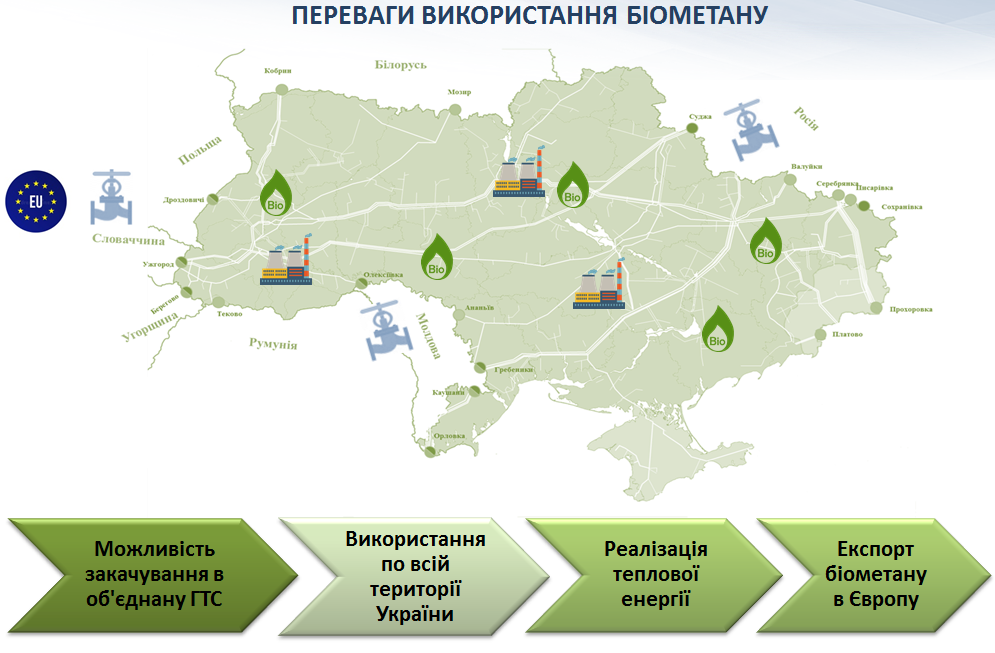 ПЕРЕВАГИ ВИКОРИСТАННЯ БІОМЕТАНУ
Білорусь
Кобрин
Мозир
Суджа
Росія
Польша
Валуйки
Серебрянка
Писарівка
Сохранівка
EU
Дроздовичі
Bio
Bio
Bio
Bio
Bio
Словаччина
Ужгород
Олексіївка
Берегово
Теково
Ананьїв
Прохоровка
Угорщина
Румунія
Молдова
Платово
Гребеники
Каушани
Орловка
Можливість
закачування в
об'єднану ГТС
Використання
по всій
території
України
Реалізація
теплової
енергії
Експорт
біометану
в Європу